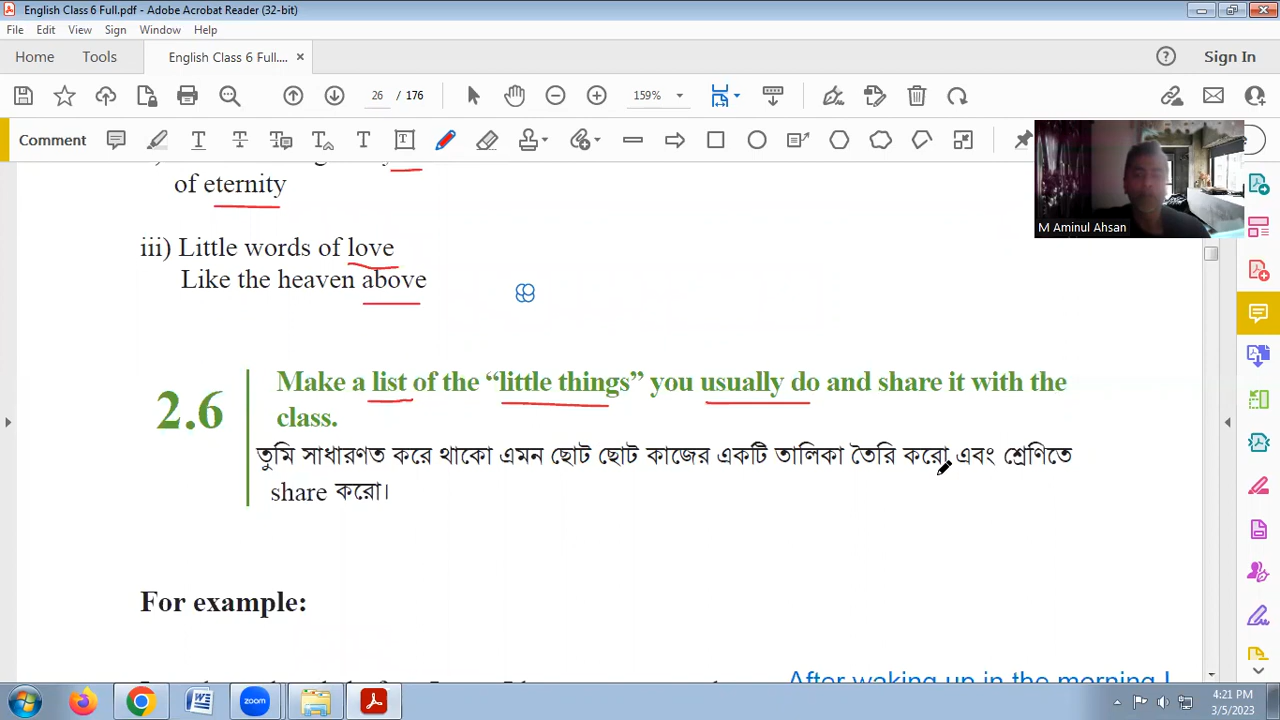 English Class 6 Full.pdf - Adobe Acrobat Reader (32-bit)
File Edit View Sign Window Help
Home Tools English Class 6 Full.... × Sign In
26 / 176 159%
Comment
M Aminul Ahsan
of eternity
iii) Little words of love
Like the heaven above
2.6
Make a list of the “little things” you usually do and share it with the
class.
তুমি সাধারণত করে থাকো এমন ছোট ছোট কাজের একটি তালিকা তৈরি করো এবং শ্রেণিতে
share করো।
For example:
After waking up in the morning I
zoom
4:21 PM
3/5/2023